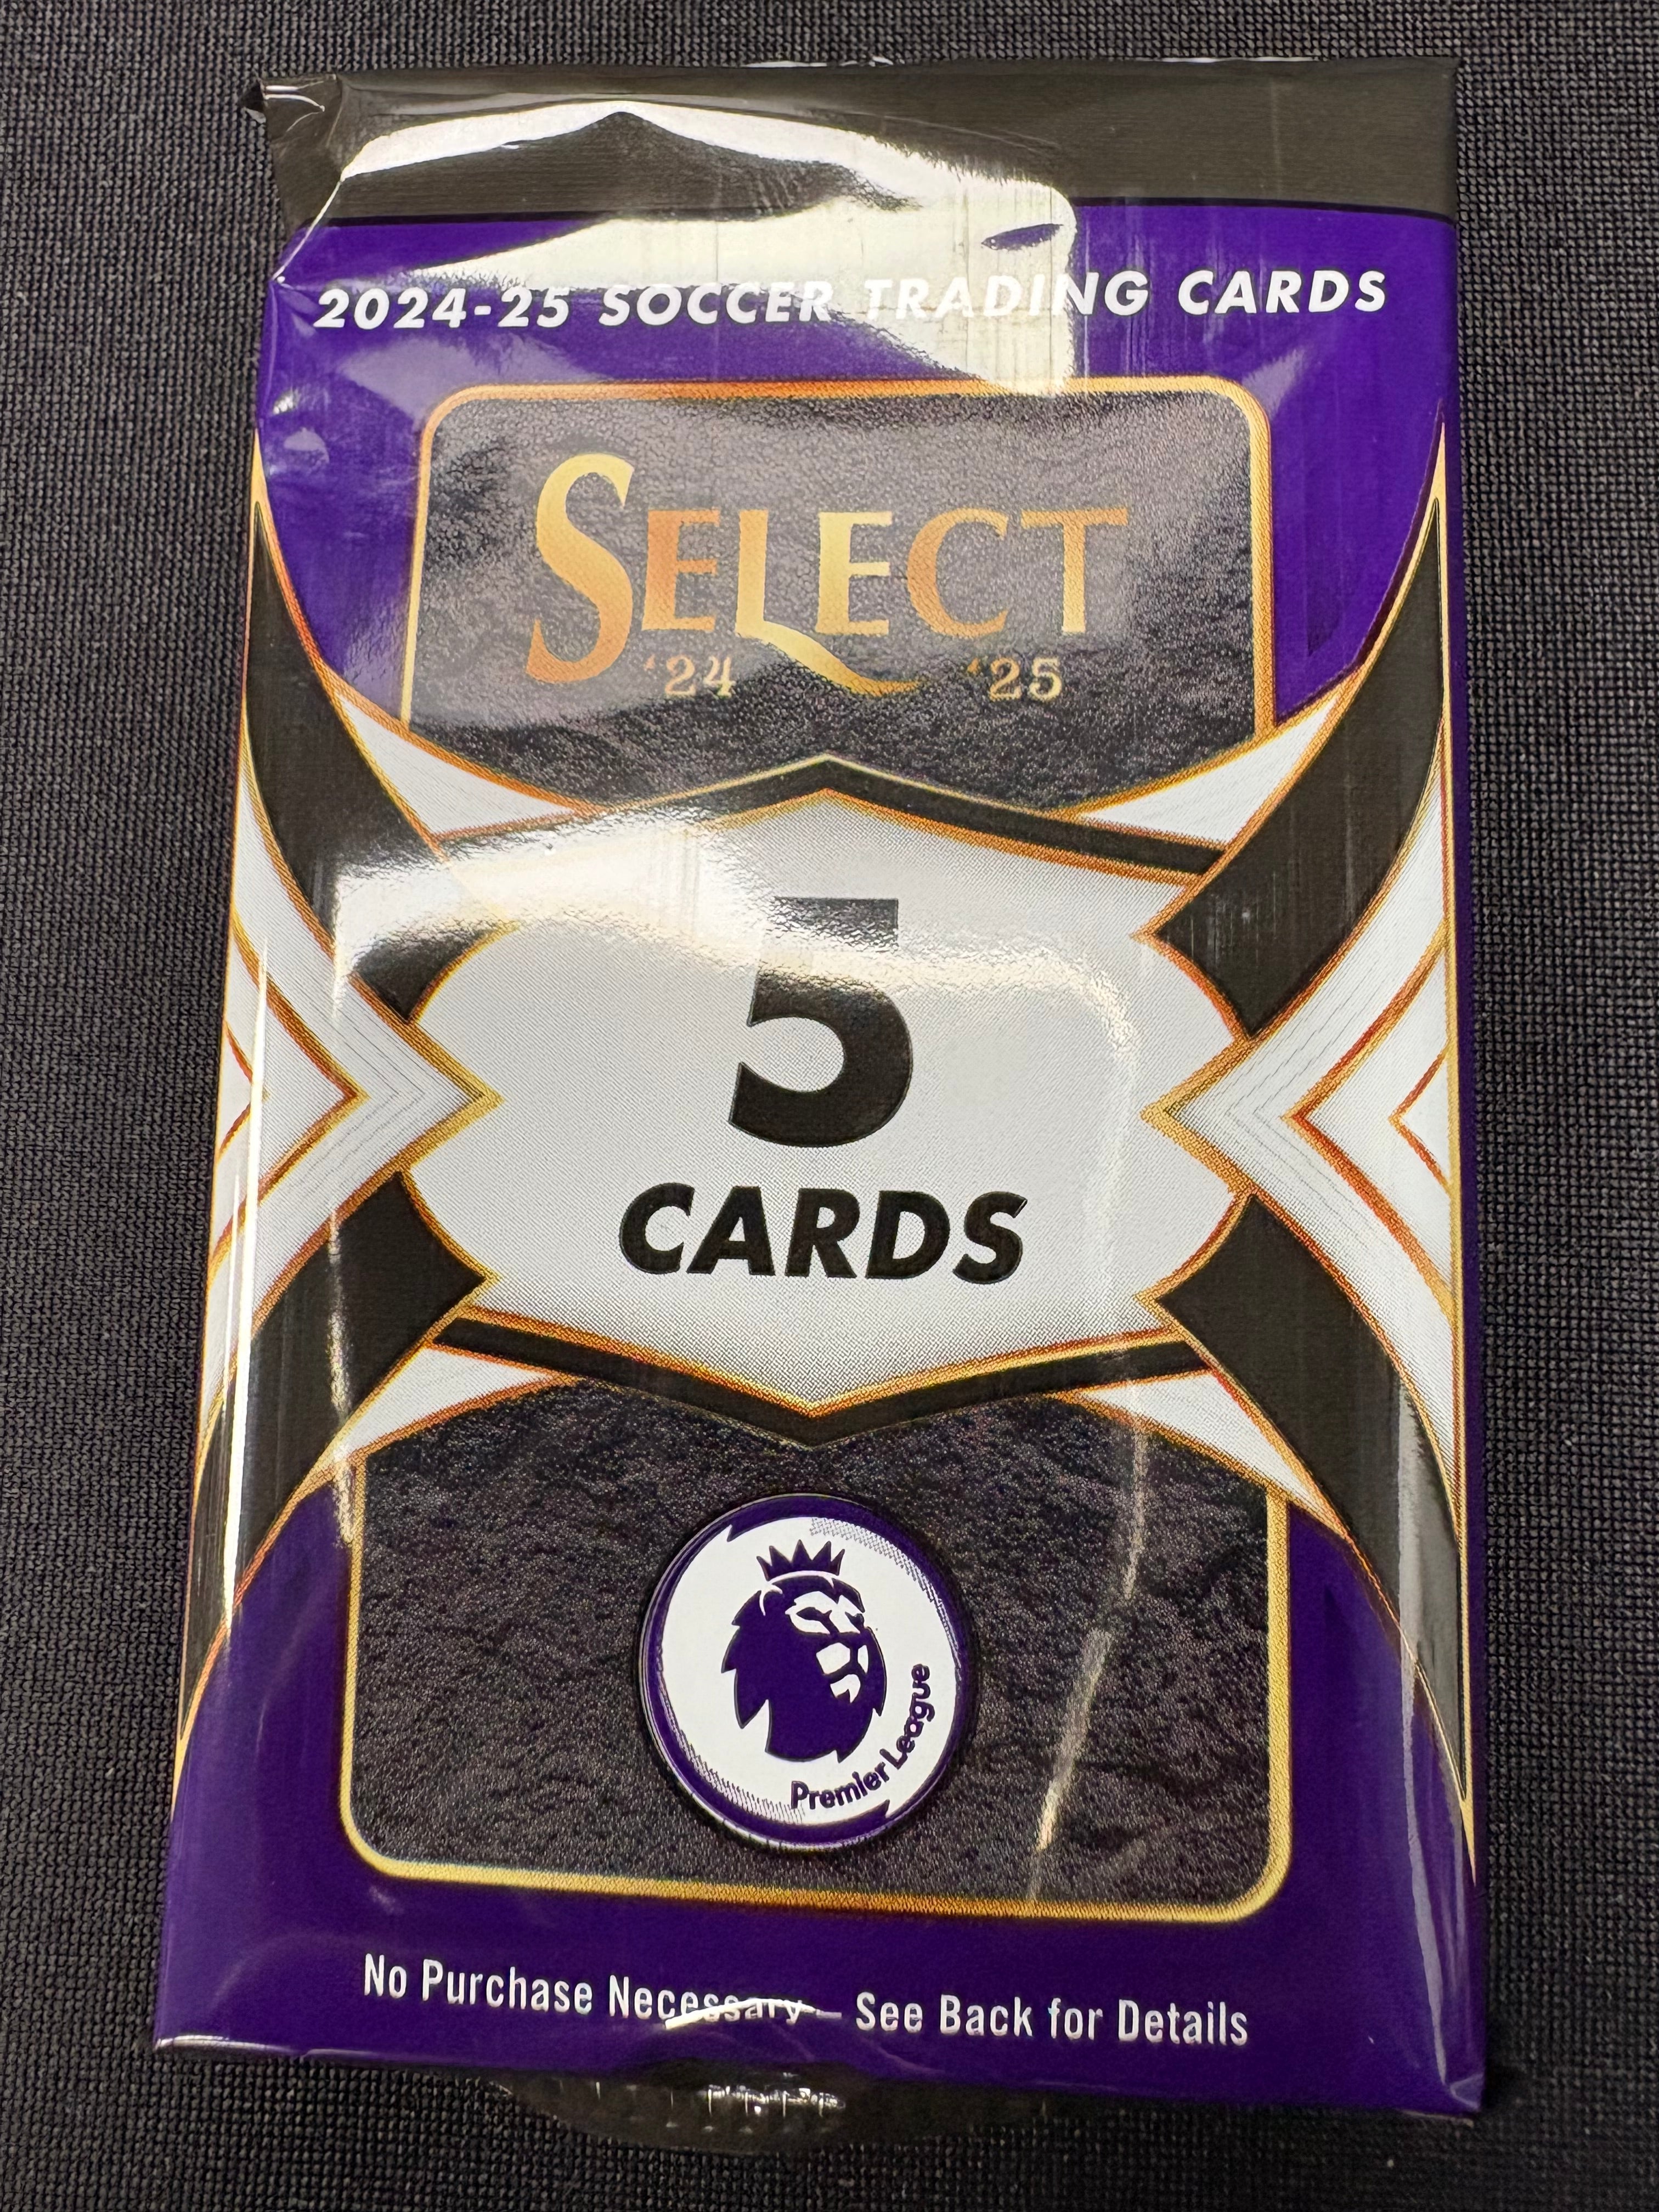 2024-25 SOCCER TRADING CARDS
SELECT
'24 '25
5
CARDS
Premier League
No Purchase Necessary – See Back for Details